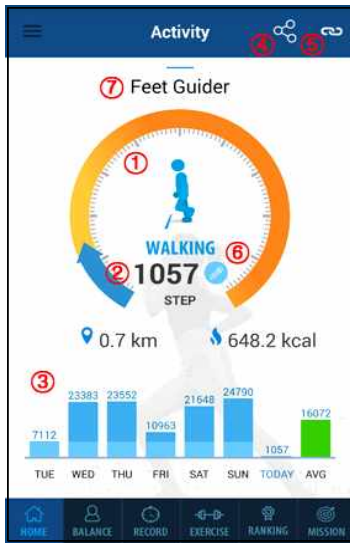 Activity
④ ⑤
⑦ Feet Guider
①
WALKING
⑥
② 1057
STEP
0.7 km 648.2 kcal
③
7112 23383 23552 10963 21648 24790 1057 16072
TUE WED THU FRI SAT SUN TODAY AVG
HOME BALANCE RECORD EXERCISE RANKING MISSION